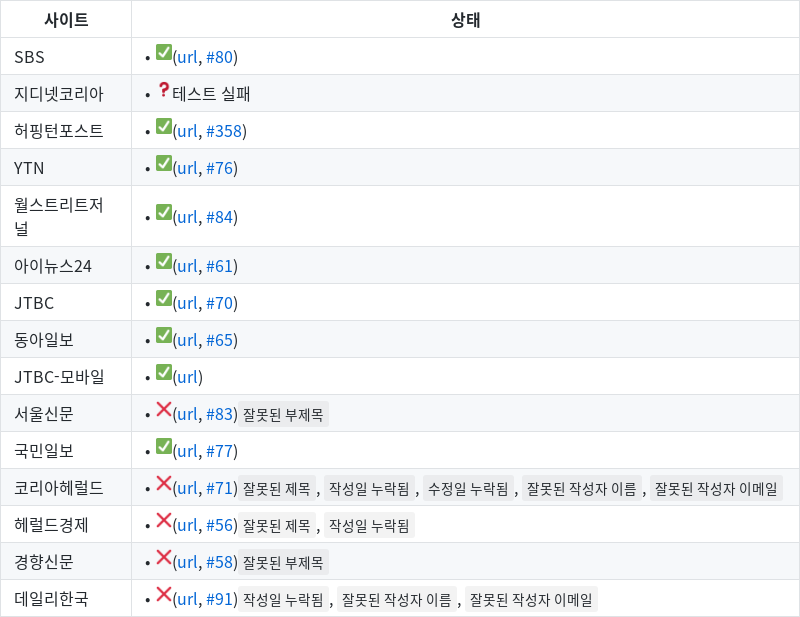 사이트 상태
SBS • ✅(url, #80)
지디넷코리아 • ❓테스트 실패
허핑턴포스트 • ✅(url, #358)
YTN • ✅(url, #76)
월스트리트저
널 • ✅(url, #84)
아이뉴스24 • ✅(url, #61)
JTBC • ✅(url, #70)
동아일보 • ✅(url, #65)
JTBC-모바일 • ✅(url)
서울신문 • ❌(url, #83) 잘못된 부제목
국민일보 • ✅(url, #77)
코리아헤럴드 • ❌(url, #71) 잘못된 제목 , 작성일 누락됨 , 수정일 누락됨 , 잘못된 작성자 이름 , 잘못된 작성자 이메일
헤럴드경제 • ❌(url, #56) 잘못된 제목 , 작성일 누락됨
경향신문 • ❌(url, #58) 잘못된 부제목
데일리한국 • ❌(url, #91) 작성일 누락됨 , 잘못된 작성자 이름 , 잘못된 작성자 이메일